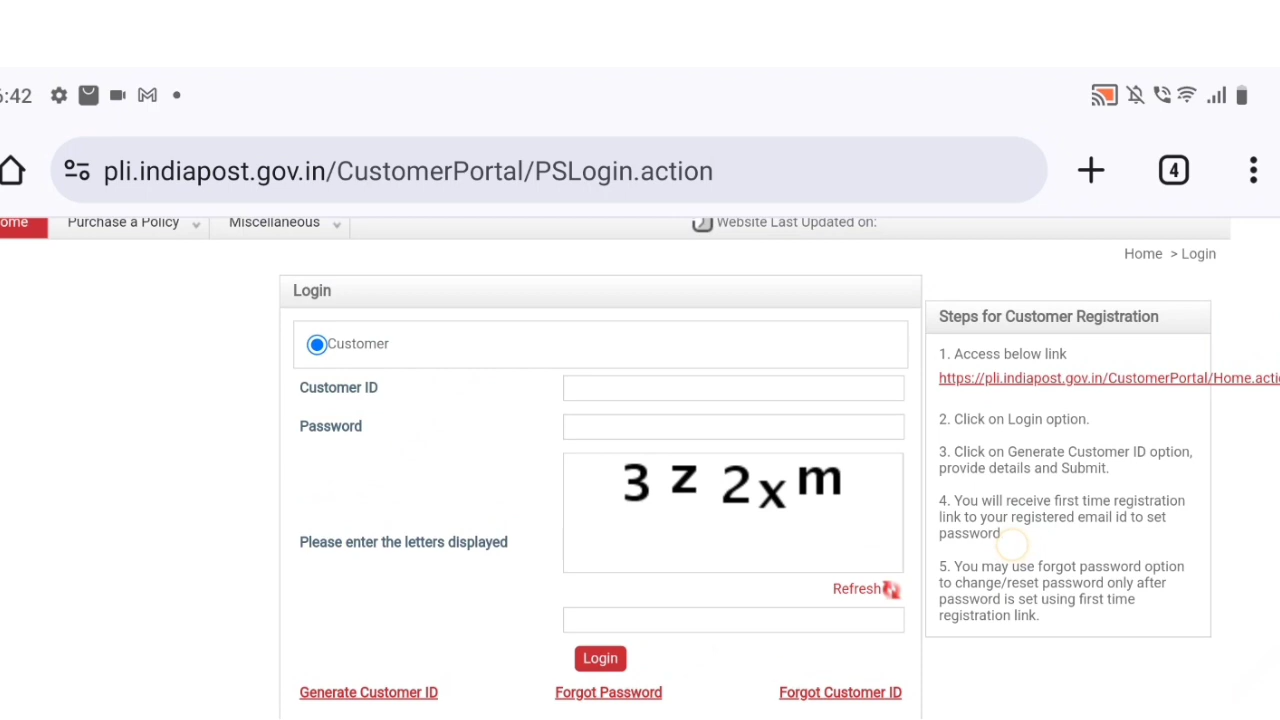 6:42
pli.indiapost.gov.in/CustomerPortal/PSLogin.action
4
ome Purchase a Policy Miscellaneous Website Last Updated on:
Home > Login
Login
Customer
Customer ID
Password
3 z 2 x m
Please enter the letters displayed
Refresh
Login
Generate Customer ID Forgot Password Forgot Customer ID
Steps for Customer Registration
1. Access below link
https://pli.indiapost.gov.in/CustomerPortal/Home.acti
2. Click on Login option.
3. Click on Generate Customer ID option,
provide details and Submit.
4. You will receive first time registration
link to your registered email id to set
password
5. You may use forgot password option
to change/reset password only after
password is set using first time
registration link.